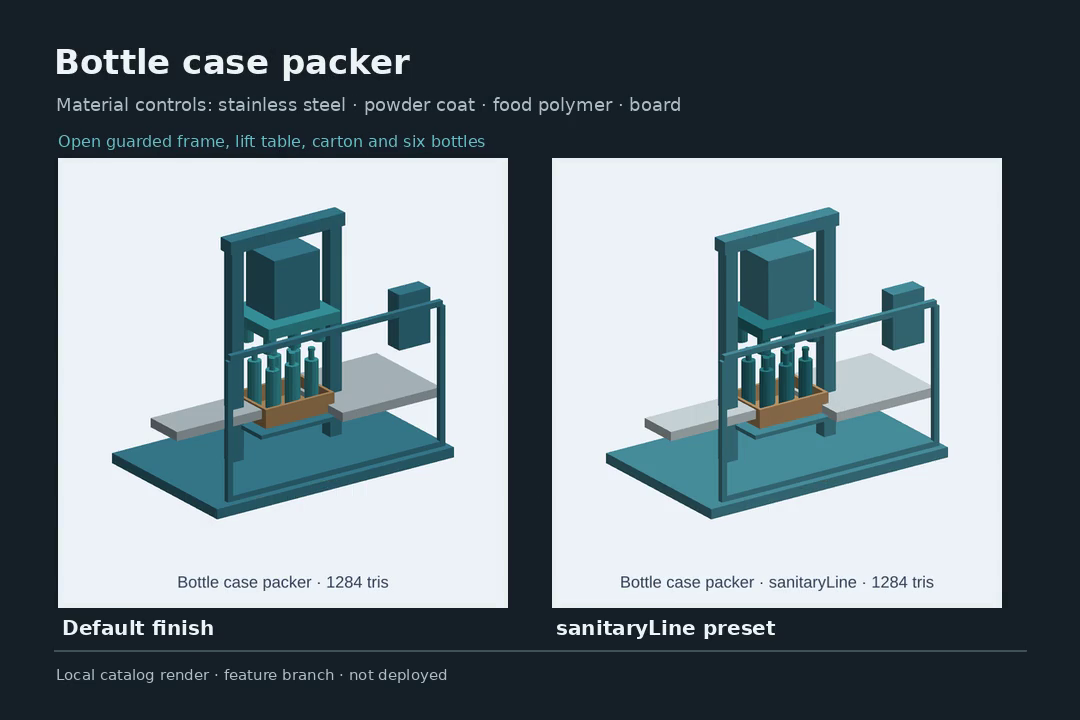 Bottle case packer
Material controls: stainless steel · powder coat · food polymer · board
Open guarded frame, lift table, carton and six bottles
Bottle case packer · 1284 tris
Bottle case packer · sanitaryLine · 1284 tris
Default finish
sanitaryLine preset
Local catalog render · feature branch · not deployed